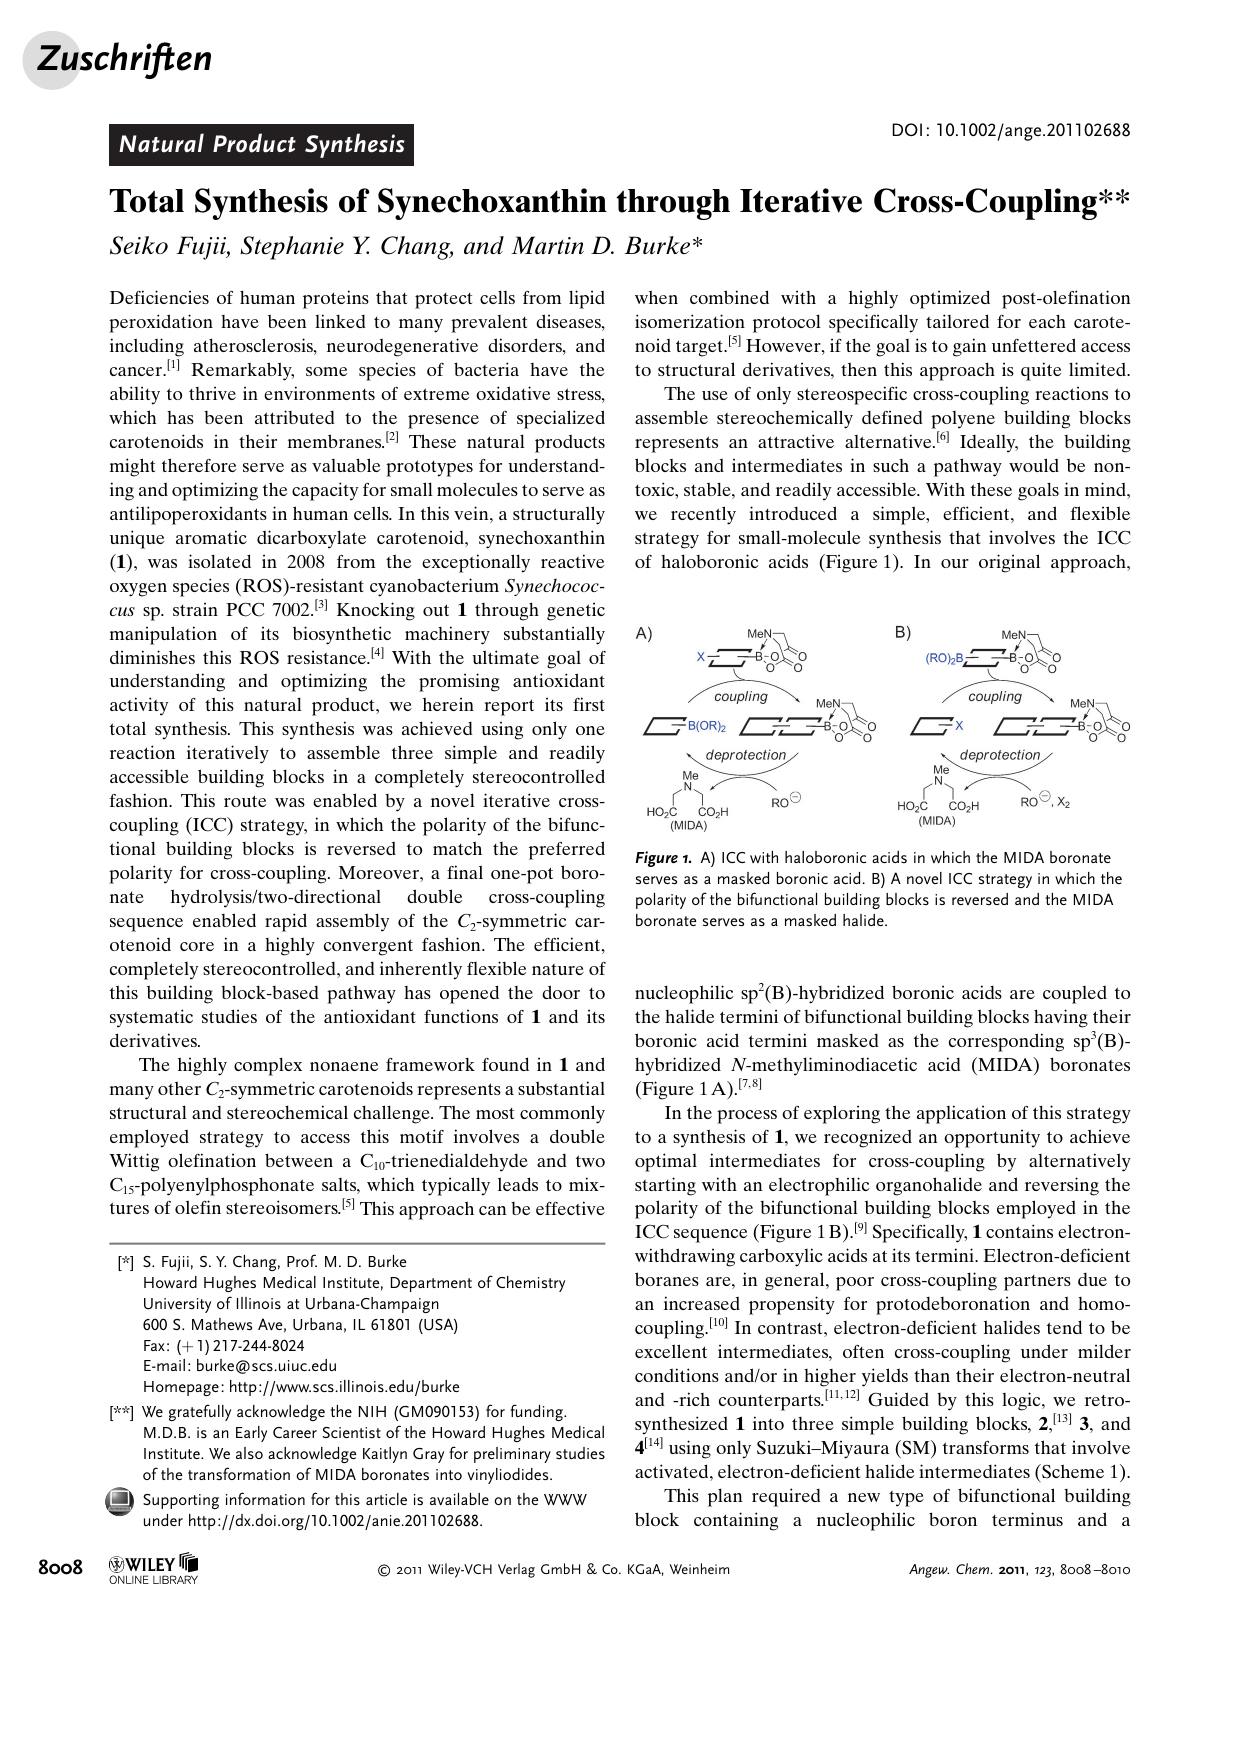 Zuschriften
Natural Product Synthesis
DOI: 10.1002/ange.201102688
Total Synthesis of Synechoxanthin through Iterative Cross-Coupling**
Seiko Fujii, Stephanie Y. Chang, and Martin D. Burke*
Deficiencies of human proteins that protect cells from lipid
peroxidation have been linked to many prevalent diseases,
including atherosclerosis, neurodegenerative disorders, and
cancer.[1] Remarkably, some species of bacteria have the
ability to thrive in environments of extreme oxidative stress,
which has been attributed to the presence of specialized
carotenoids in their membranes.[2] These natural products
might therefore serve as valuable prototypes for understand-
ing and optimizing the capacity for small molecules to serve as
antilipoperoxidants in human cells. In this vein, a structurally
unique aromatic dicarboxylate carotenoid, synechoxanthin
(1), was isolated in 2008 from the exceptionally reactive
oxygen species (ROS)-resistant cyanobacterium Synechococ-
cus sp. strain PCC 7002.[3] Knocking out 1 through genetic
manipulation of its biosynthetic machinery substantially
diminishes this ROS resistance.[4] With the ultimate goal of
understanding and optimizing the promising antioxidant
activity of this natural product, we herein report its first
total synthesis. This synthesis was achieved using only one
reaction iteratively to assemble three simple and readily
accessible building blocks in a completely stereocontrolled
fashion. This route was enabled by a novel iterative cross-
coupling (ICC) strategy, in which the polarity of the bifunc-
tional building blocks is reversed to match the preferred
polarity for cross-coupling. Moreover, a final one-pot boro-
nate hydrolysis/two-directional double cross-coupling
sequence enabled rapid assembly of the C2-symmetric car-
otenoid core in a highly convergent fashion. The efficient,
completely stereocontrolled, and inherently flexible nature of
this building block-based pathway has opened the door to
systematic studies of the antioxidant functions of 1 and its
derivatives.
The highly complex nonaene framework found in 1 and
many other C2-symmetric carotenoids represents a substantial
structural and stereochemical challenge. The most commonly
employed strategy to access this motif involves a double
Wittig olefination between a C10-trienedialdehyde and two
C15-polyenylphosphonate salts, which typically leads to mix-
tures of olefin stereoisomers.[5] This approach can be effective
[*] S. Fujii, S. Y. Chang, Prof. M. D. Burke
Howard Hughes Medical Institute, Department of Chemistry
University of Illinois at Urbana-Champaign
600 S. Mathews Ave, Urbana, IL 61801 (USA)
Fax: (+1) 217-244-8024
E-mail: burke@scs.uiuc.edu
Homepage: http://www.scs.illinois.edu/burke
[**] We gratefully acknowledge the NIH (GM090153) for funding.
M.D.B. is an Early Career Scientist of the Howard Hughes Medical
Institute. We also acknowledge Kaitlyn Gray for preliminary studies
of the transformation of MIDA boronates into vinyliodides.
Supporting information for this article is available on the WWW
under http://dx.doi.org/10.1002/anie.201102688.
when combined with a highly optimized post-olefination
isomerization protocol specifically tailored for each carote-
noid target.[5] However, if the goal is to gain unfettered access
to structural derivatives, then this approach is quite limited.
The use of only stereospecific cross-coupling reactions to
assemble stereochemically defined polyene building blocks
represents an attractive alternative.[6] Ideally, the building
blocks and intermediates in such a pathway would be non-
toxic, stable, and readily accessible. With these goals in mind,
we recently introduced a simple, efficient, and flexible
strategy for small-molecule synthesis that involves the ICC
of haloboronic acids (Figure 1). In our original approach,
A)
MeN
X
B
O
O
O
O
coupling
B(OR)2
MeN
B
O
O
O
O
deprotection
Me
N
HO2C
CO2H
(MIDA)
RO⊖
B)
MeN
(RO)2B
B
O
O
O
O
coupling
X
MeN
B
O
O
O
O
deprotection
Me
N
HO2C
CO2H
(MIDA)
RO⊖, X2
Figure 1. A) ICC with haloboronic acids in which the MIDA boronate
serves as a masked boronic acid. B) A novel ICC strategy in which the
polarity of the bifunctional building blocks is reversed and the MIDA
boronate serves as a masked halide.
nucleophilic sp2(B)-hybridized boronic acids are coupled to
the halide termini of bifunctional building blocks having their
boronic acid termini masked as the corresponding sp3(B)-
hybridized N-methyliminodiacetic acid (MIDA) boronates
(Figure 1 A).[7,8]
In the process of exploring the application of this strategy
to a synthesis of 1, we recognized an opportunity to achieve
optimal intermediates for cross-coupling by alternatively
starting with an electrophilic organohalide and reversing the
polarity of the bifunctional building blocks employed in the
ICC sequence (Figure 1 B).[9] Specifically, 1 contains electron-
withdrawing carboxylic acids at its termini. Electron-deficient
boranes are, in general, poor cross-coupling partners due to
an increased propensity for protodeboronation and homo-
coupling.[10] In contrast, electron-deficient halides tend to be
excellent intermediates, often cross-coupling under milder
conditions and/or in higher yields than their electron-neutral
and -rich counterparts.[11,12] Guided by this logic, we retro-
synthesized 1 into three simple building blocks, 2,[13] 3, and
4[14] using only Suzuki–Miyaura (SM) transforms that involve
activated, electron-deficient halide intermediates (Scheme 1).
This plan required a new type of bifunctional building
block containing a nucleophilic boron terminus and a
8008
WILEY
ONLINE LIBRARY
© 2011 Wiley-VCH Verlag GmbH & Co. KGaA, Weinheim
Angew. Chem. 2011, 123, 8008–8010